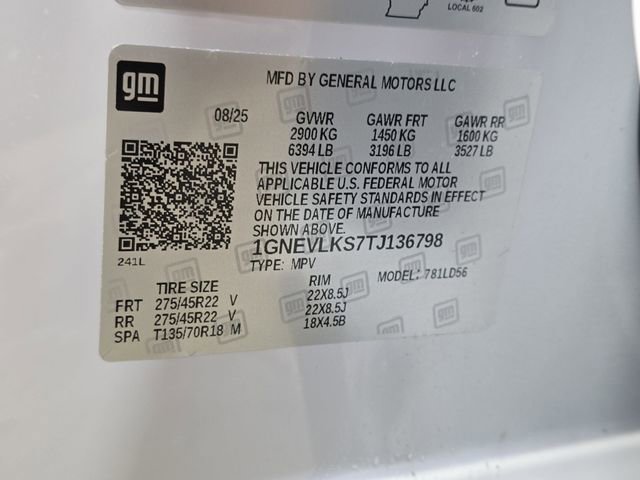 LOCAL 602
gm
MFD BY GENERAL MOTORS LLC
08/25 GVWR GAWR FRT GAWR RR
2900 KG 1450 KG 1600 KG
6394 LB 3196 LB 3527 LB
THIS VEHICLE CONFORMS TO ALL
APPLICABLE U.S. FEDERAL MOTOR
VEHICLE SAFETY STANDARDS IN EFFECT
ON THE DATE OF MANUFACTURE
SHOWN ABOVE.
1GNEVLKS7TJ136798
241L
TYPE: MPV MODEL: 781LD56
TIRE SIZE RIM
FRT 275/45R22 V 22X8.5J
RR 275/45R22 V 22X8.5J
SPA T135/70R18 M 18X4.5B